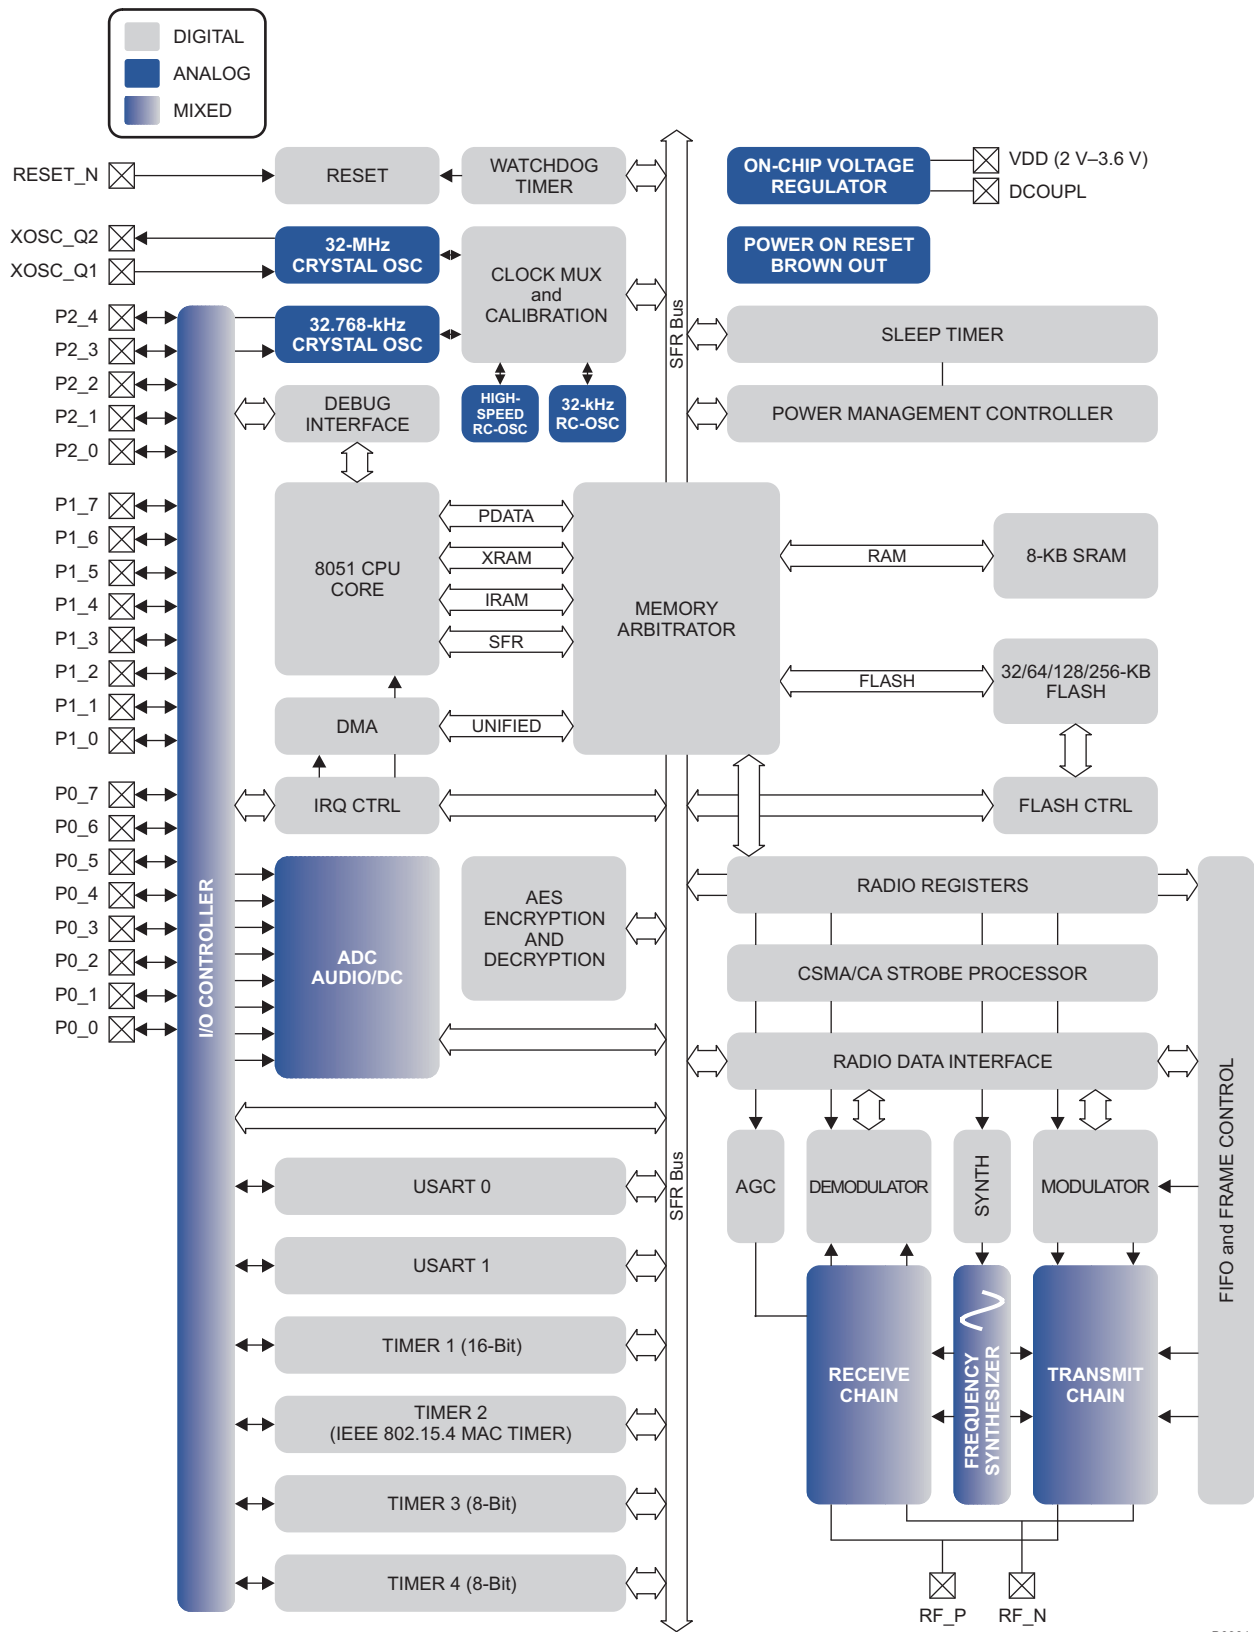 DIGITAL
ANALOG
MIXED
RESET_N
RESET
WATCHDOG
TIMER
ON-CHIP VOLTAGE
REGULATOR
VDD (2 V–3.6 V)
DCOUPL
XOSC_Q2
XOSC_Q1
32-MHz
CRYSTAL OSC
CLOCK MUX
and
CALIBRATION
POWER ON RESET
BROWN OUT
SFR Bus
P2_4
P2_3
P2_2
P2_1
P2_0
32.768-kHz
CRYSTAL OSC
SLEEP TIMER
DEBUG
INTERFACE
HIGH-
SPEED
RC-OSC
32-kHz
RC-OSC
POWER MANAGEMENT CONTROLLER
P1_7
P1_6
P1_5
P1_4
P1_3
P1_2
P1_1
P1_0
8051 CPU
CORE
PDATA
XRAM
IRAM
SFR
MEMORY
ARBITRATOR
RAM
8-KB SRAM
FLASH
32/64/128/256-KB
FLASH
DMA
UNIFIED
IRQ CTRL
FLASH CTRL
P0_7
P0_6
P0_5
P0_4
P0_3
P0_2
P0_1
P0_0
I/O CONTROLLER
ADC
AUDIO/DC
AES
ENCRYPTION
AND
DECRYPTION
RADIO REGISTERS
CSMA/CA STROBE PROCESSOR
RADIO DATA INTERFACE
FIFO and FRAME CONTROL
SFR Bus
AGC
DEMODULATOR
SYNTH
MODULATOR
USART 0
USART 1
TIMER 1 (16-Bit)
TIMER 2
(IEEE 802.15.4 MAC TIMER)
TIMER 3 (8-Bit)
TIMER 4 (8-Bit)
RECEIVE
CHAIN
FREQUENCY
SYNTHESIZER
TRANSMIT
CHAIN
RF_P
RF_N